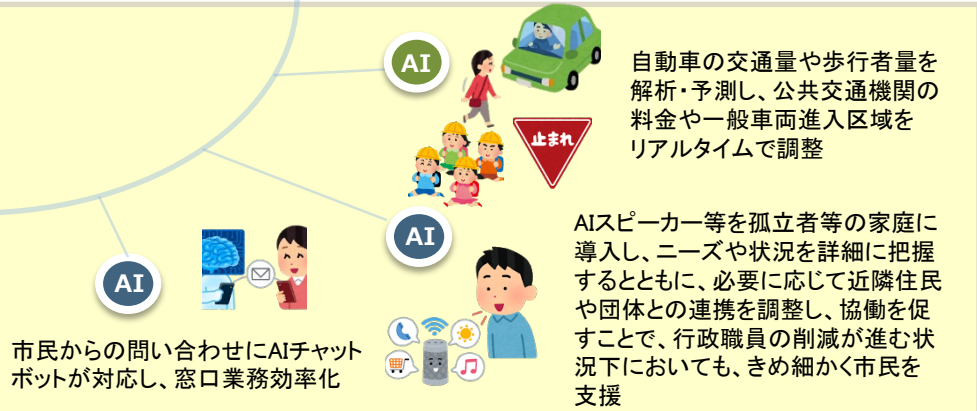 AI
自動車の交通量や歩行者量を
解析・予測し、公共交通機関の
料金や一般車両進入区域を
リアルタイムで調整
止まれ
AI
AIスピーカー等を孤立者等の家庭に
導入し、ニーズや状況を詳細に把握
するとともに、必要に応じて近隣住民
や団体との連携を調整し、協働を促
すことで、行政職員の削減が進む状
況下においても、きめ細かく市民を
支援
AI
市民からの問い合わせにAIチャット
ボットが対応し、窓口業務効率化